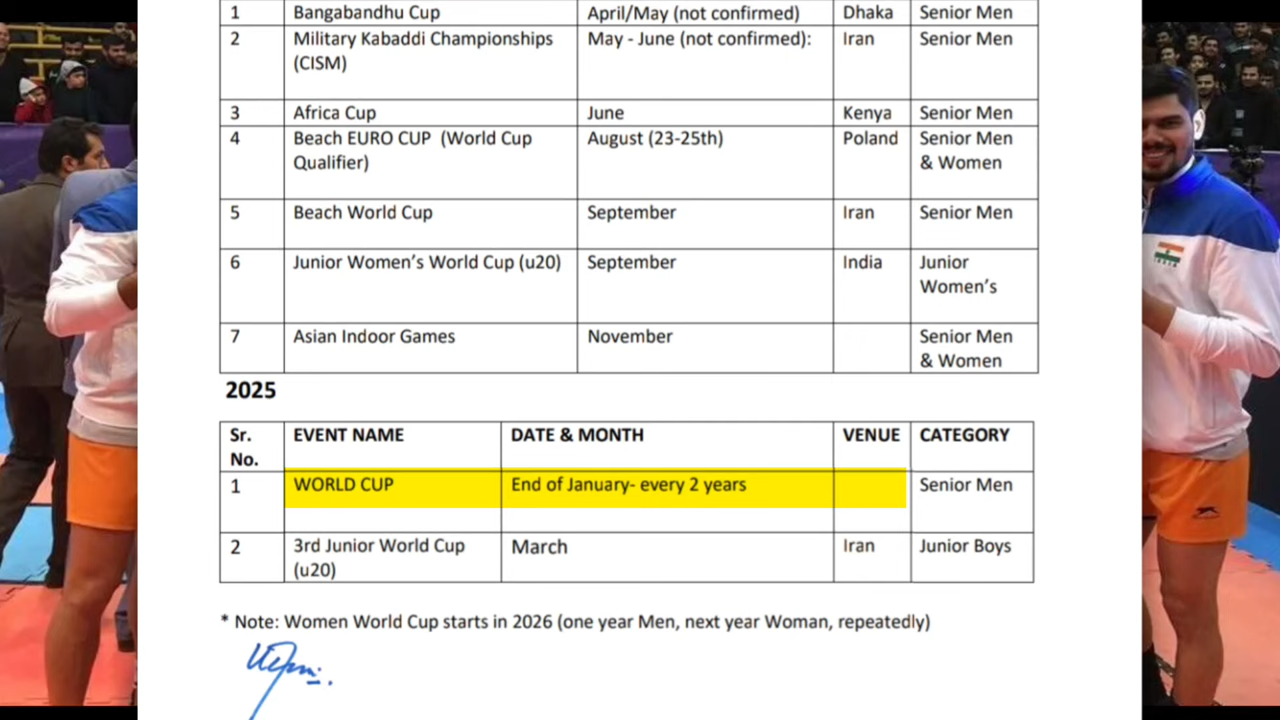 1 Bangabandhu Cup April/May (not confirmed) Dhaka Senior Men
2 Military Kabaddi Championships May - June (not confirmed): Iran Senior Men
(CISM)
3 Africa Cup June Kenya Senior Men
4 Beach EURO CUP (World Cup August (23-25th) Poland Senior Men
Qualifier) & Women
5 Beach World Cup September Iran Senior Men
6 Junior Women's World Cup (u20) September India Junior
Women's
7 Asian Indoor Games November Senior Men
& Women
2025
Sr. EVENT NAME DATE & MONTH VENUE CATEGORY
No.
1 WORLD CUP End of January- every 2 years Senior Men
2 3rd Junior World Cup March Iran Junior Boys
(u20)
* Note: Women World Cup starts in 2026 (one year Men, next year Woman, repeatedly)
INDIA